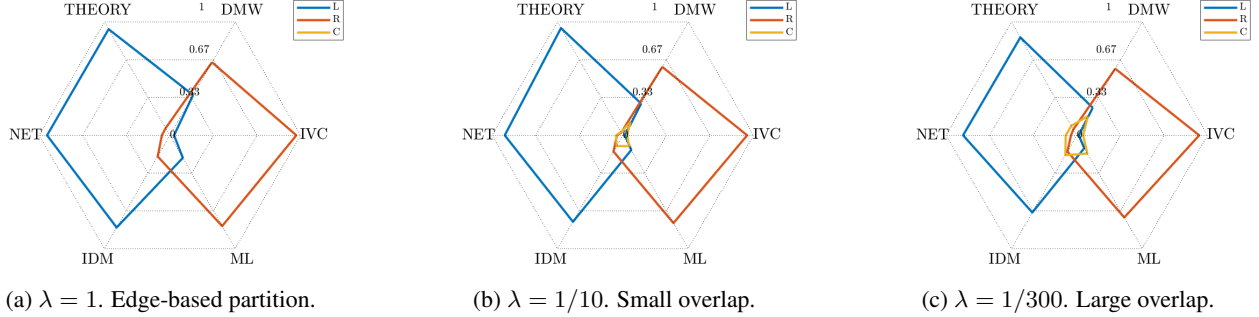 THEORY 1 DMW
L
R
C
0.67
0.33
NET 0 IVC
IDM ML
(a) λ = 1. Edge-based partition.
THEORY 1 DMW
L
R
C
0.67
0.33
NET 0 IVC
IDM ML
(b) λ = 1/10. Small overlap.
THEORY 1 DMW
L
R
C
0.67
0.33
NET 0 IVC
IDM ML
(c) λ = 1/300. Large overlap.